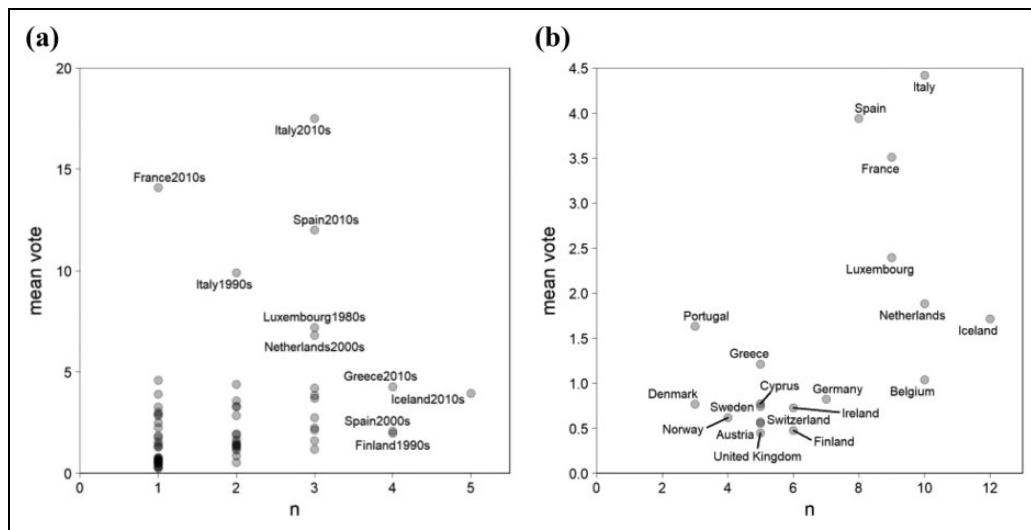 (a)
20
15
10
5
0
mean vote
Italy2010s
France2010s
Spain2010s
Italy1990s
Luxembourg1980s
Netherlands2000s
Greece2010s
Iceland2010s
Spain2000s
Finland1990s
1 2 3 4 5
n
(b)
4.5
4.0
3.5
3.0
2.5
2.0
1.5
1.0
0.5
0.0
mean vote
Italy
Spain
France
Luxembourg
Netherlands
Iceland
Portugal
Greece
Belgium
Denmark
Cyprus
Germany
Sweden
Ireland
Norway
Switzerland
Austria
Finland
United Kingdom
0 2 4 6 8 10 12
n